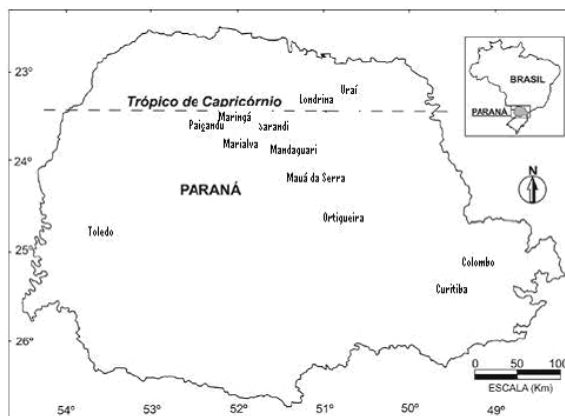 BRASIL
PARANÁ
23°
24°
25°
26°
Trópico de Capricórnio
Londrina
Uraí
Maringá
Paiçandu
Sarandi
Marialva
Mandaguari
PARANÁ
Mauá da Serra
Ortigueira
Toledo
Colombo
Curitiba
N
0 50 100
ESCALA (Km)
54° 53° 52° 51° 50° 49°